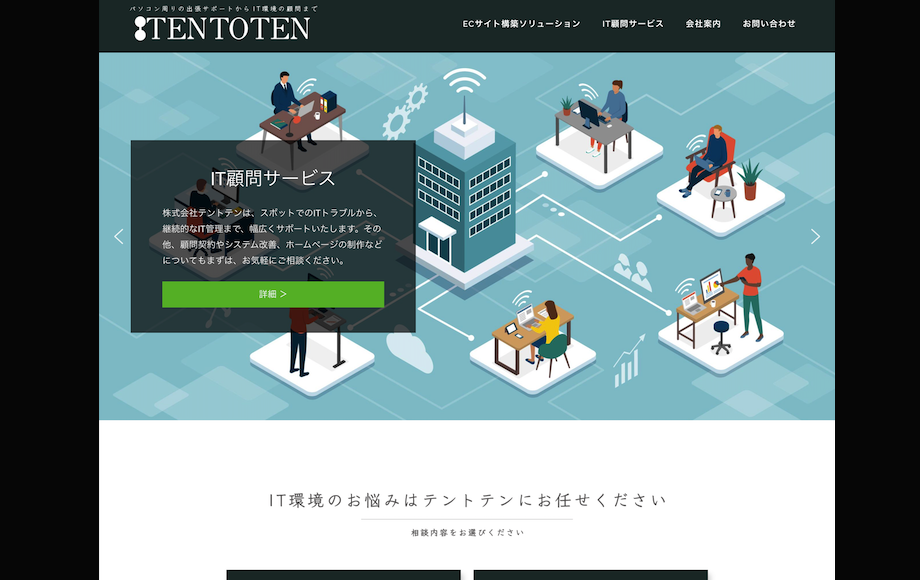 パソコン周りの出張サポートからIT環境の顧問まで
TENTOTEN
ECサイト構築ソリューション
IT顧問サービス
会社案内
お問い合わせ
IT顧問サービス
株式会社テントテンは、スポットでのITトラブルから、
継続的なIT管理まで、幅広くサポートいたします。その
他、顧問契約やシステム改善、ホームページの制作など
についてもまずは、お気軽にご相談ください。
詳細 ＞
IT環境のお悩みはテントテンにお任せください
相談内容をお選びください